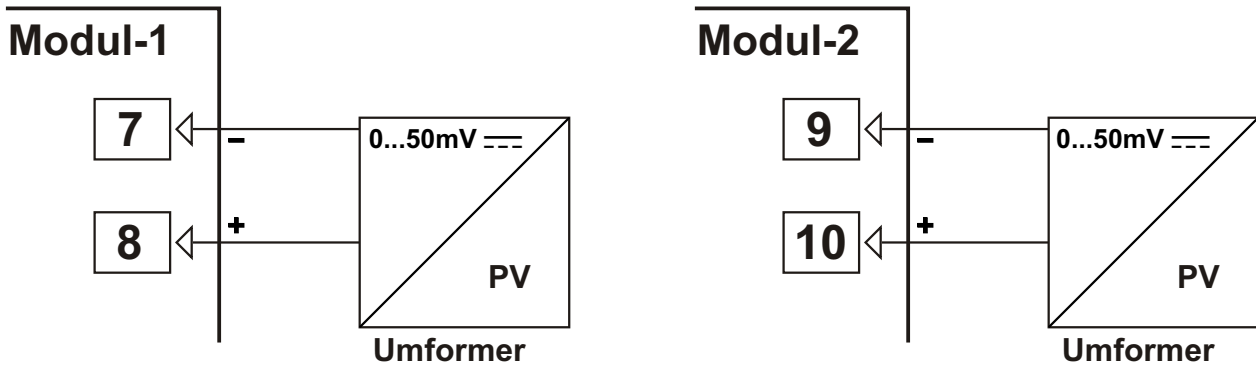 Modul-1
7
-
0...50mV
8
+
PV
Umformer
Modul-2
9
-
0...50mV
10
+
PV
Umformer